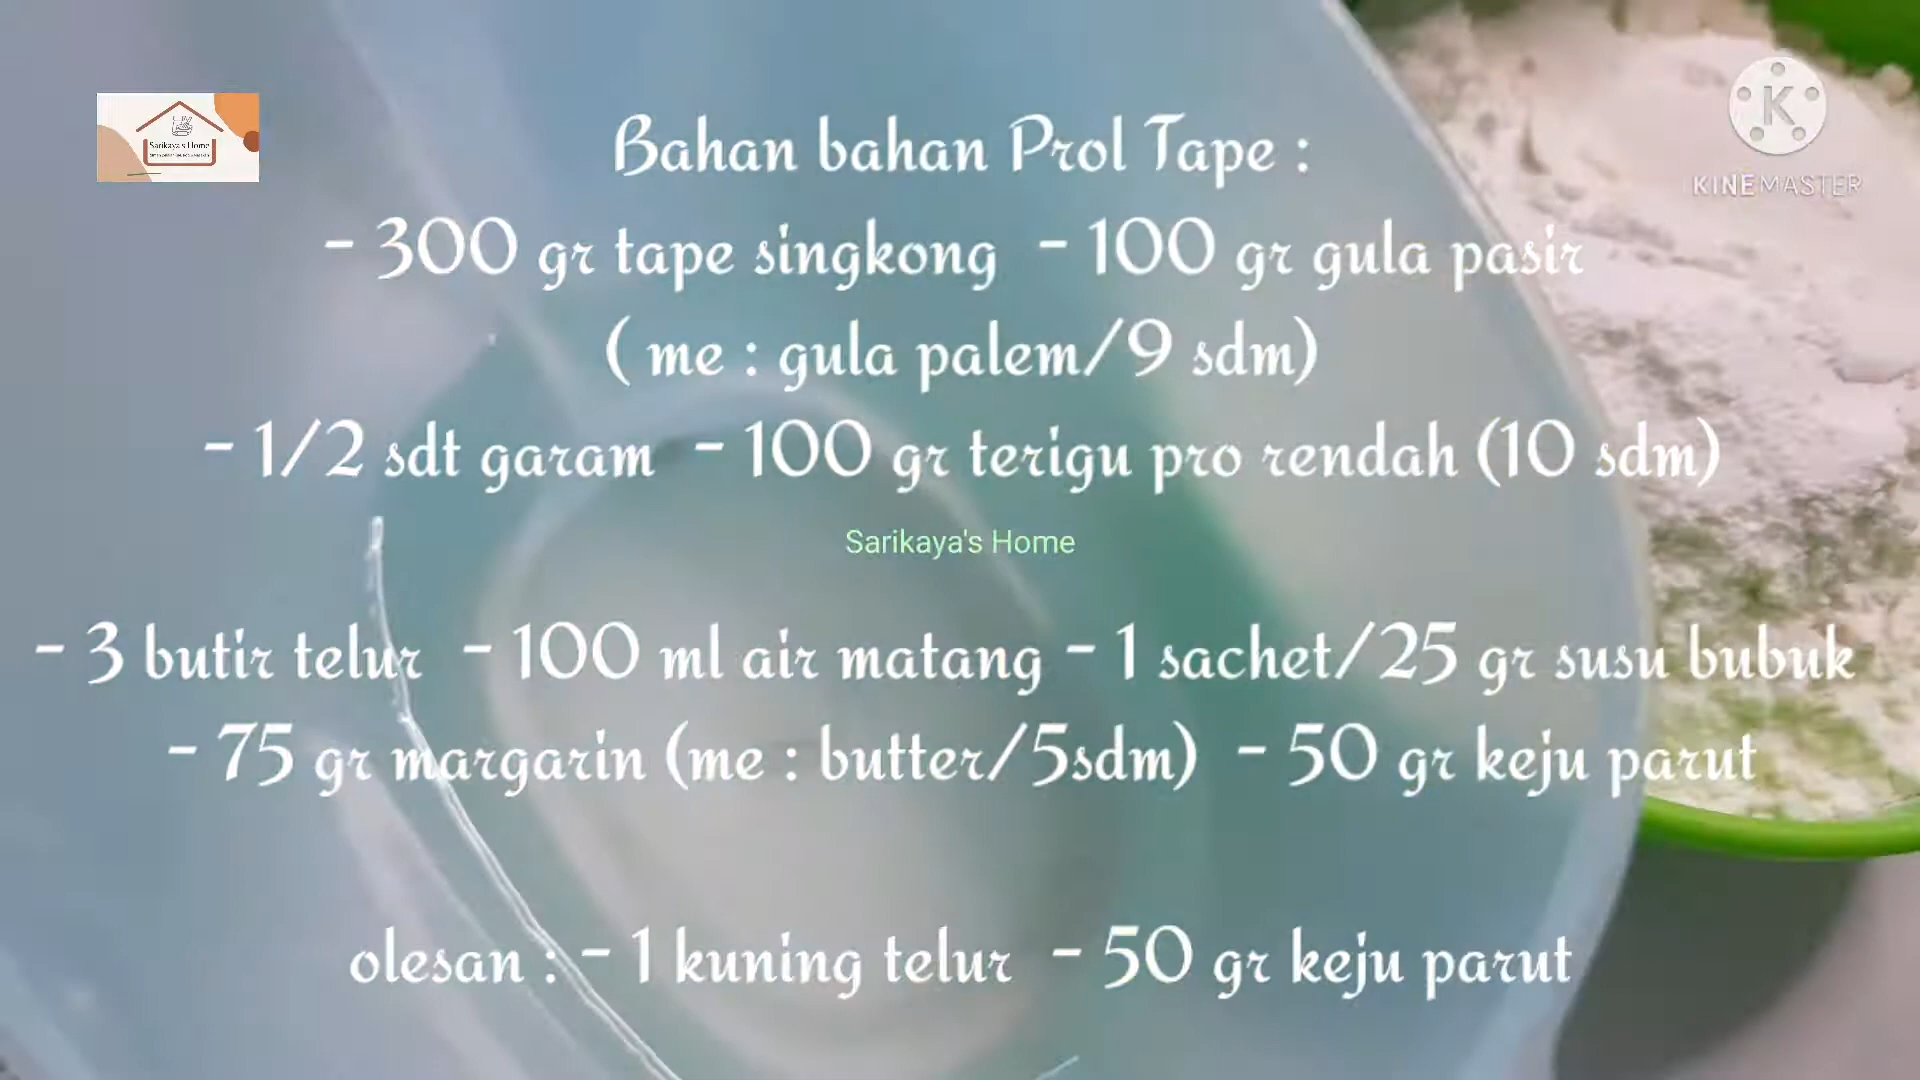 Sarikaya's Home
KINEMASTER
Bahan bahan Prol Tape :
- 300 gr tape singkong - 100 gr gula pasir
( me : gula palem/9 sdm)
- 1/2 sdt garam - 100 gr terigu pro rendah (10 sdm)
Sarikaya's Home
- 3 butir telur - 100 ml air matang - 1 sachet/25 gr susu bubuk
- 75 gr margarin (me : butter/5sdm) - 50 gr keju parut
olesan : - 1 kuning telur - 50 gr keju parut